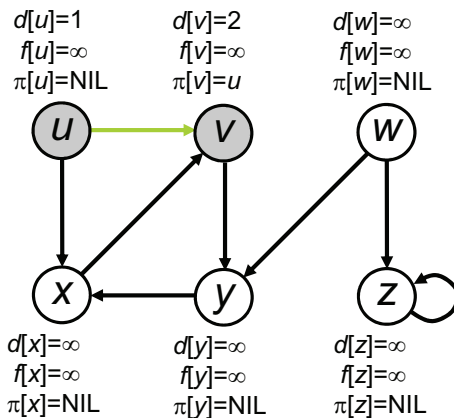 d[u]=1
f[u]=∞
π[u]=NIL
d[v]=2
f[v]=∞
π[v]=u
d[w]=∞
f[w]=∞
π[w]=NIL
u
v
w
x
y
z
d[x]=∞
f[x]=∞
π[x]=NIL
d[y]=∞
f[y]=∞
π[y]=NIL
d[z]=∞
f[z]=∞
π[z]=NIL